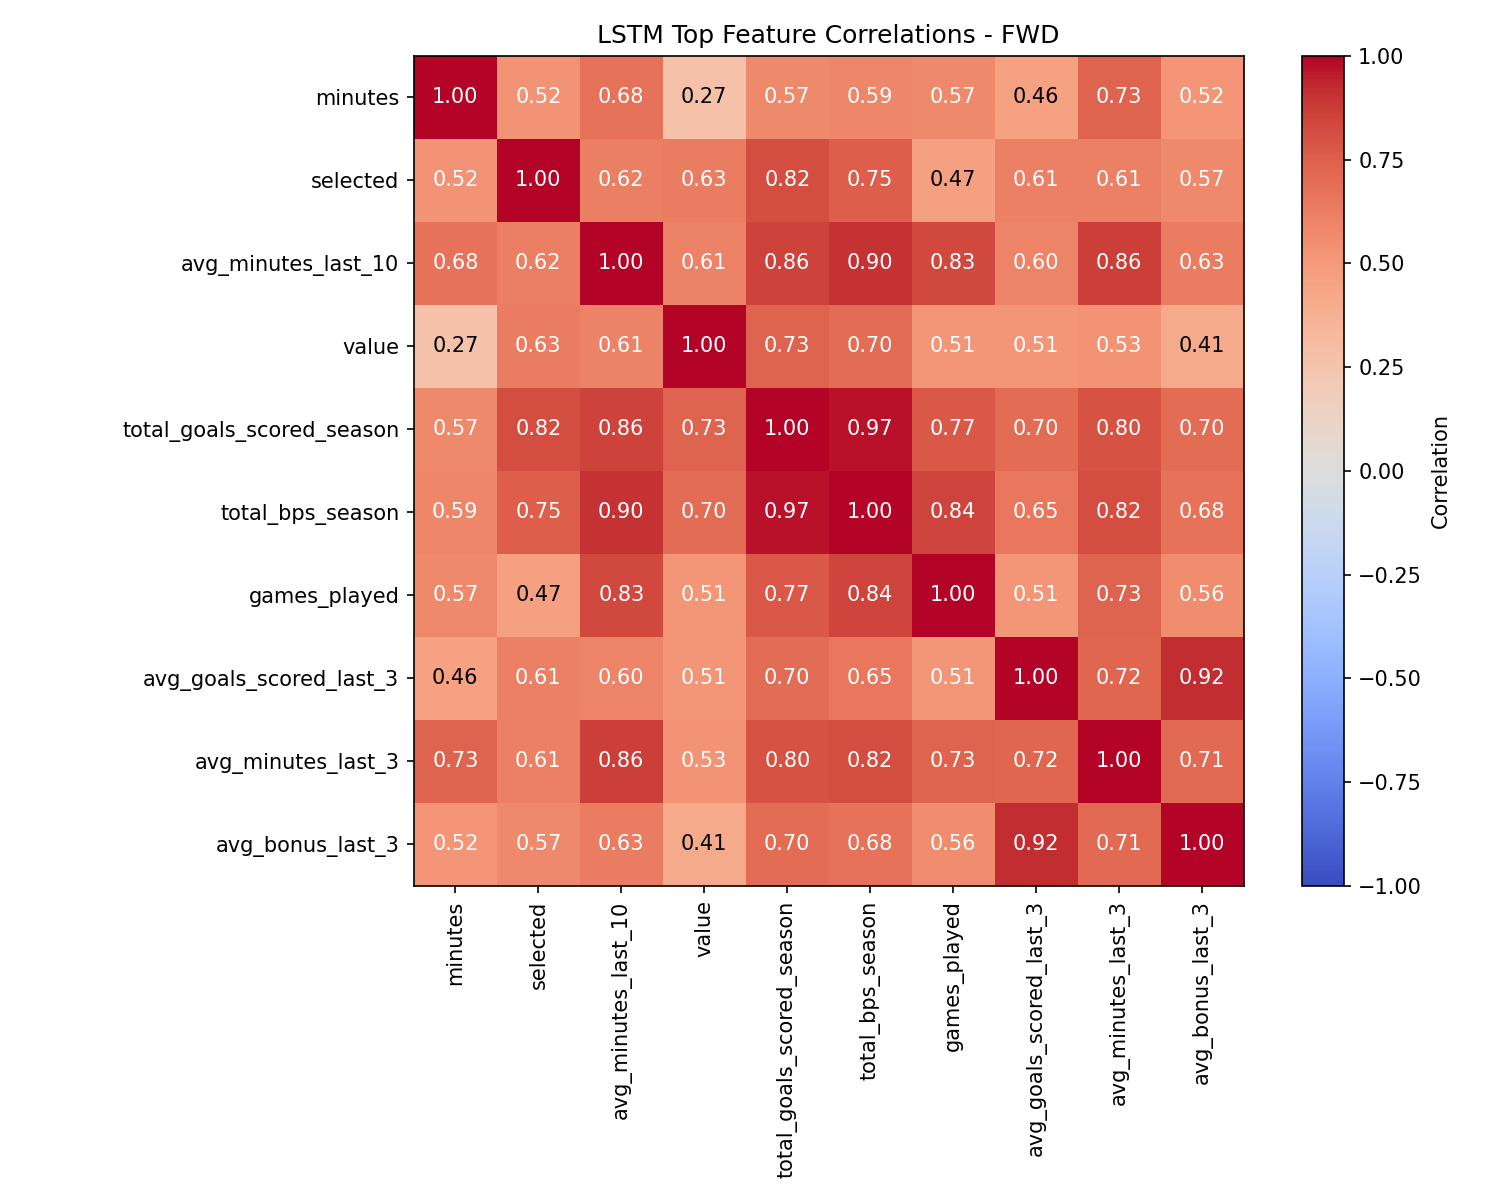 LSTM Top Feature Correlations - FWD
minutes 1.00 0.52 0.68 0.27 0.57 0.59 0.57 0.46 0.73 0.52
selected 0.52 1.00 0.62 0.63 0.82 0.75 0.47 0.61 0.61 0.57
avg_minutes_last_10 0.68 0.62 1.00 0.61 0.86 0.90 0.83 0.60 0.86 0.63
value 0.27 0.63 0.61 1.00 0.73 0.70 0.51 0.51 0.53 0.41
total_goals_scored_season 0.57 0.82 0.86 0.73 1.00 0.97 0.77 0.70 0.80 0.70
total_bps_season 0.59 0.75 0.90 0.70 0.97 1.00 0.84 0.65 0.82 0.68
games_played 0.57 0.47 0.83 0.51 0.77 0.84 1.00 0.51 0.73 0.56
avg_goals_scored_last_3 0.46 0.61 0.60 0.51 0.70 0.65 0.51 1.00 0.72 0.92
avg_minutes_last_3 0.73 0.61 0.86 0.53 0.80 0.82 0.73 0.72 1.00 0.71
avg_bonus_last_3 0.52 0.57 0.63 0.41 0.70 0.68 0.56 0.92 0.71 1.00
minutes
selected
avg_minutes_last_10
value
total_goals_scored_season
total_bps_season
games_played
avg_goals_scored_last_3
avg_minutes_last_3
avg_bonus_last_3
1.00
0.75
0.50
0.25
0.00
−0.25
−0.50
−0.75
−1.00
Correlation